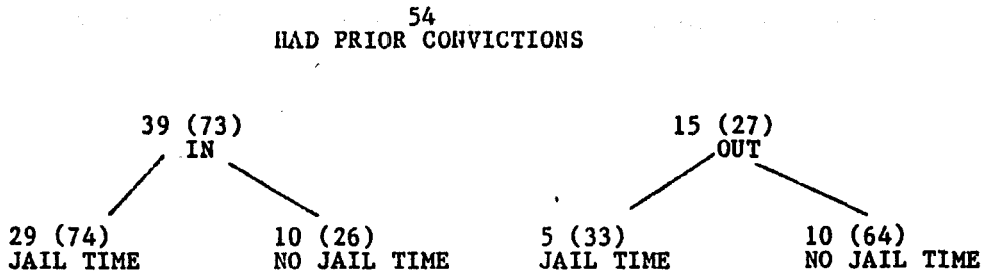 54
HAD PRIOR CONVICTIONS
39 (73)
IN
15 (27)
OUT
29 (74)
JAIL TIME
10 (26)
NO JAIL TIME
5 (33)
JAIL TIME
10 (64)
NO JAIL TIME